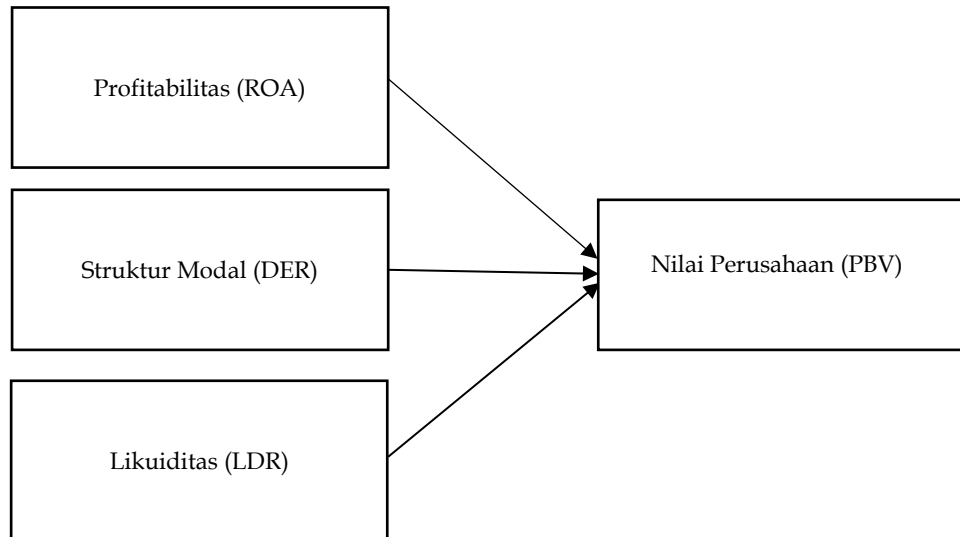 Profitabilitas (ROA)
Struktur Modal (DER)
Nilai Perusahaan (PBV)
Likuiditas (LDR)